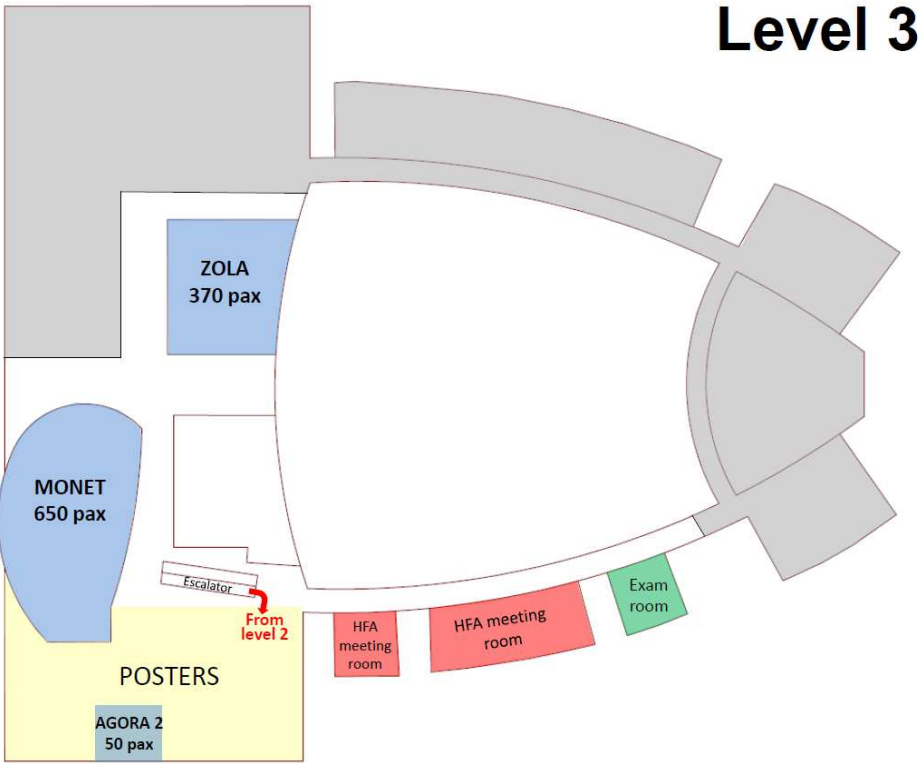 Level 3
ZOLA
370 pax
MONET
650 pax
Escalator
From
level 2
HFA
meeting
room
HFA meeting
room
Exam
room
POSTERS
AGORA 2
50 pax